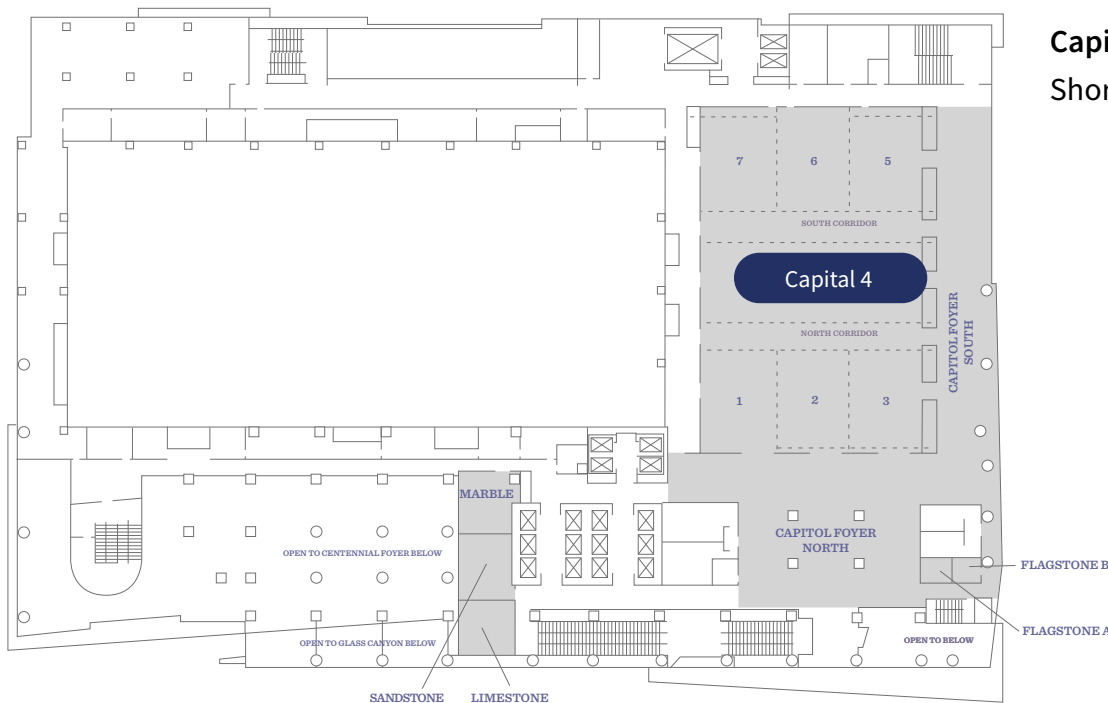 Capi
Shor
7
6
5
SOUTH CORRIDOR
Capital 4
NORTH CORRIDOR
CAPITOL FOYER
SOUTH
1
2
3
MARBLE
CAPITOL FOYER
NORTH
OPEN TO CENTENNIAL FOYER BELOW
FLAGSTONE B
FLAGSTONE A
OPEN TO GLASS CANYON BELOW
OPEN TO BELOW
SANDSTONE
LIMESTONE